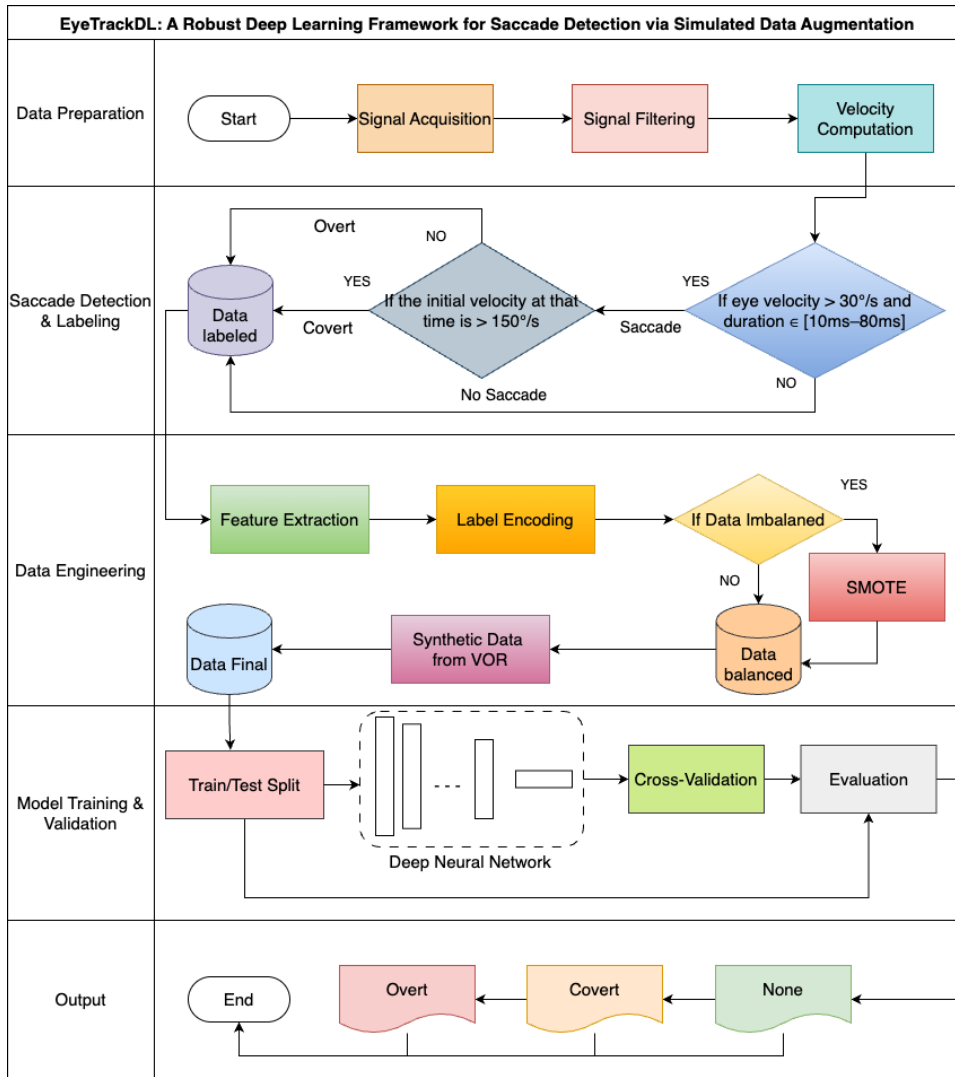 EyeTrackDL: A Robust Deep Learning Framework for Saccade Detection via Simulated Data Augmentation
Data Preparation
Start
Signal Acquisition
Signal Filtering
Velocity
Computation
Saccade Detection
& Labeling
Overt
NO
YES
Covert
Data
labeled
If the initial velocity at that
time is > 150°/s
YES
Saccade
If eye velocity > 30°/s and
duration ∈ [10ms–80ms]
NO
No Saccade
Data Engineering
Feature Extraction
Label Encoding
If Data Imbalaned
YES
NO
SMOTE
Data
balanced
Synthetic Data
from VOR
Data Final
Model Training &
Validation
Train/Test Split
Deep Neural Network
Cross-Validation
Evaluation
Output
End
Overt
Covert
None